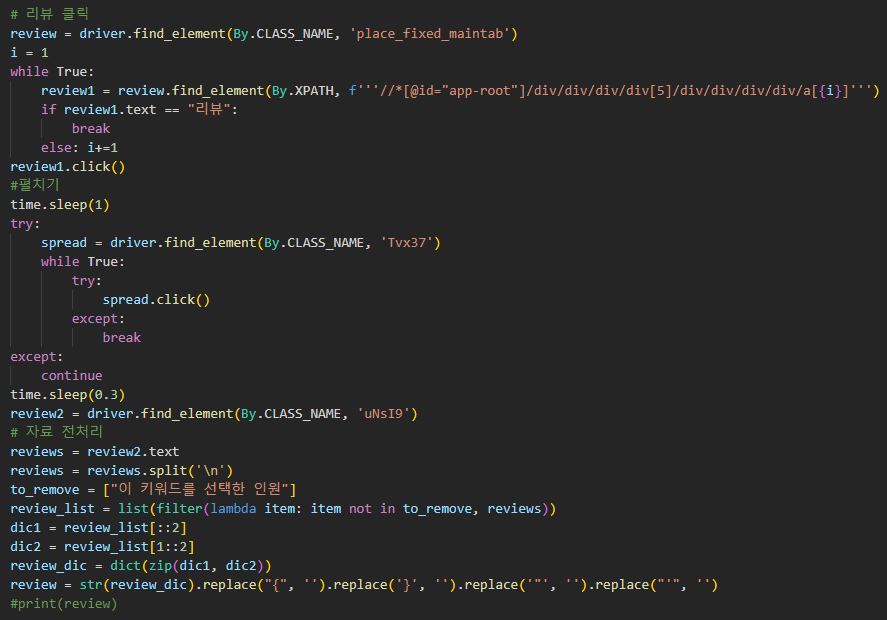 # 리뷰 클릭
review = driver.find_element(By.CLASS_NAME, 'place_fixed_maintab')
i = 1
while True:
    review1 = review.find_element(By.XPATH, f'''//*[@id="app-root"]/div/div/div/div[5]/div/div/div/div/a[{i}]''')
    if review1.text == "리뷰":
        break
    else: i+=1
review1.click()
#펼치기
time.sleep(1)
try:
    spread = driver.find_element(By.CLASS_NAME, 'Tvx37')
    while True:
        try:
            spread.click()
        except:
            break
except:
    continue
time.sleep(0.3)
review2 = driver.find_element(By.CLASS_NAME, 'uNsI9')
# 자료 전처리
reviews = review2.text
reviews = reviews.split('\n')
to_remove = ["이 키워드를 선택한 인원"]
review_list = list(filter(lambda item: item not in to_remove, reviews))
dic1 = review_list[::2]
dic2 = review_list[1::2]
review_dic = dict(zip(dic1, dic2))
review = str(review_dic).replace("{", '').replace('}', '').replace('"', '').replace("'", '')
#print(review)